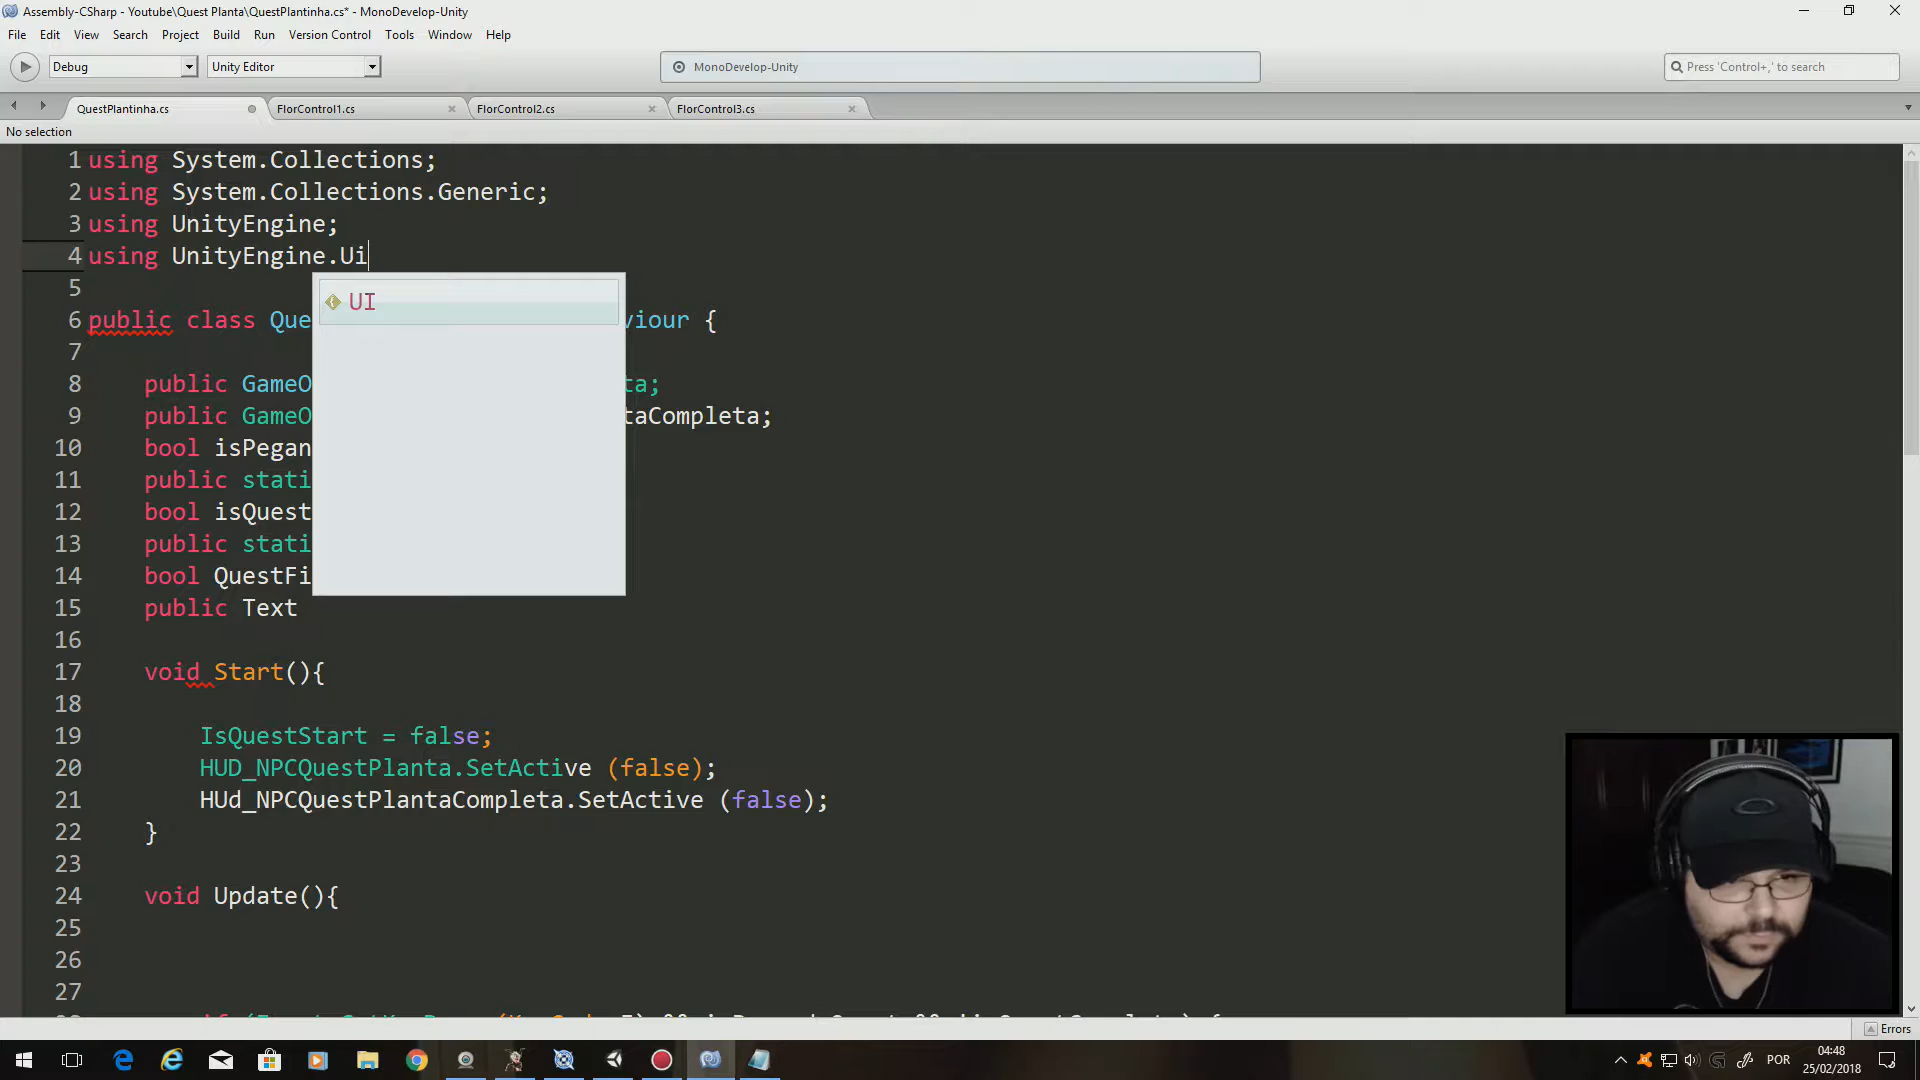 Assembly-CSharp - Youtube\Quest Planta\QuestPlantinha.cs* - MonoDevelop-Unity
File Edit View Search Project Build Run Version Control Tools Window Help
Debug Unity Editor MonoDevelop-Unity Press 'Control+,' to search
QuestPlantinha.cs FlorControl1.cs FlorControl2.cs FlorControl3.cs
No selection
1 using System.Collections;
2 using System.Collections.Generic;
3 using UnityEngine;
4 using UnityEngine.Ui
UI
5
6 public class Que viour {
7
8 public GameO ta;
9 public GameO taCompleta;
10 bool isPegan
11 public stati
12 bool isQuest
13 public stati
14 bool QuestFi
15 public Text
16
17 void Start(){
18
19 IsQuestStart = false;
20 HUD_NPCQuestPlanta.SetActive (false);
21 HUd_NPCQuestPlantaCompleta.SetActive (false);
22 }
23
24 void Update(){
25
26
27
Errors
POR 04:48
25/02/2018